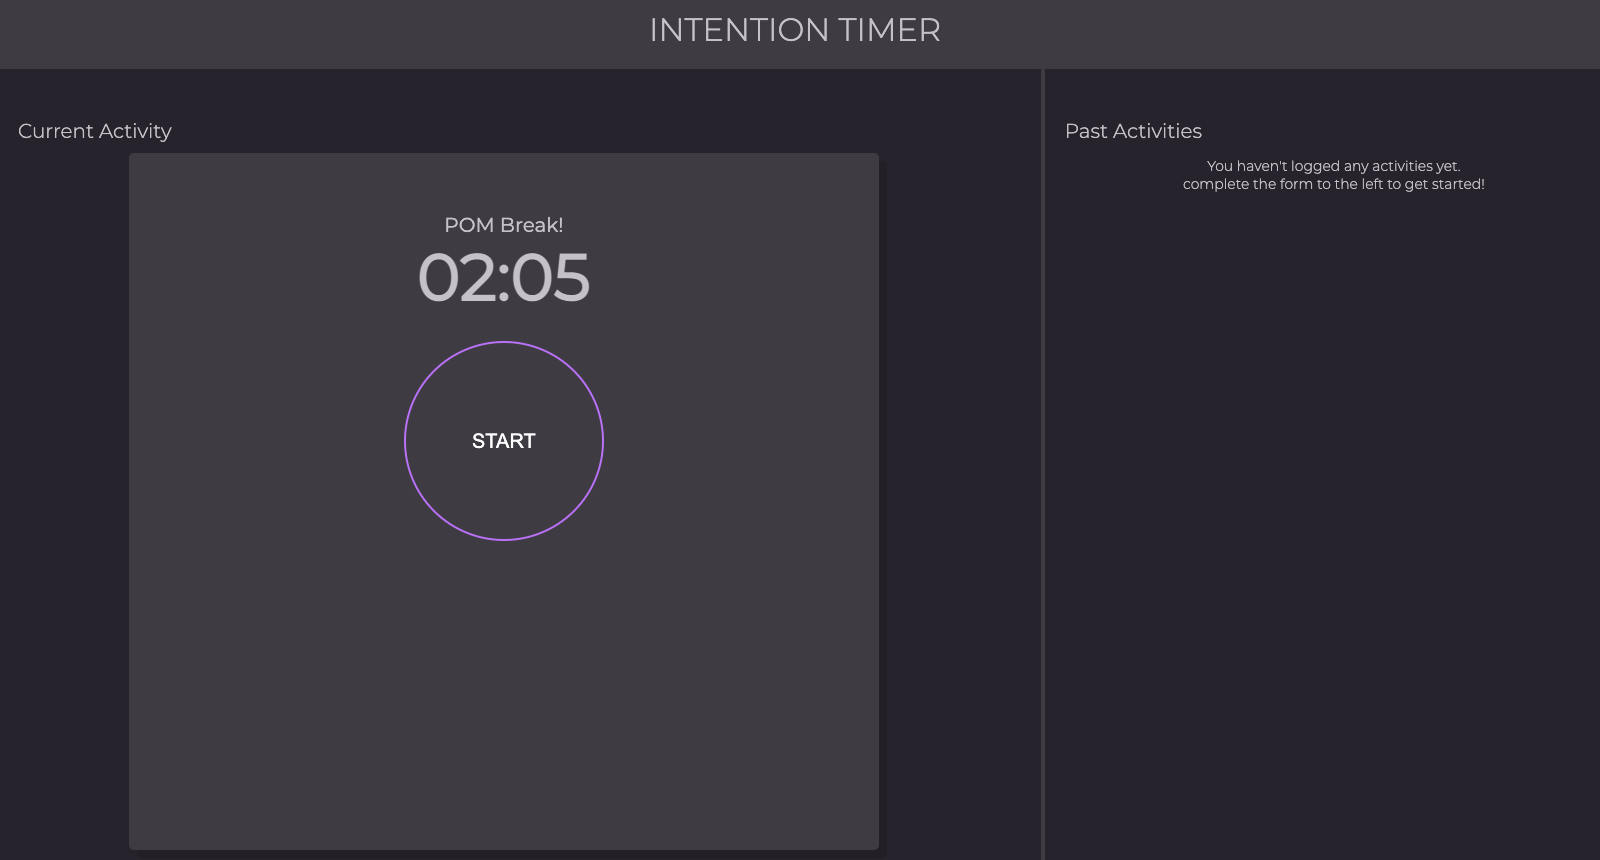 INTENTION TIMER
Current Activity
POM Break!
02:05
START
Past Activities
You haven't logged any activities yet.
complete the form to the left to get started!